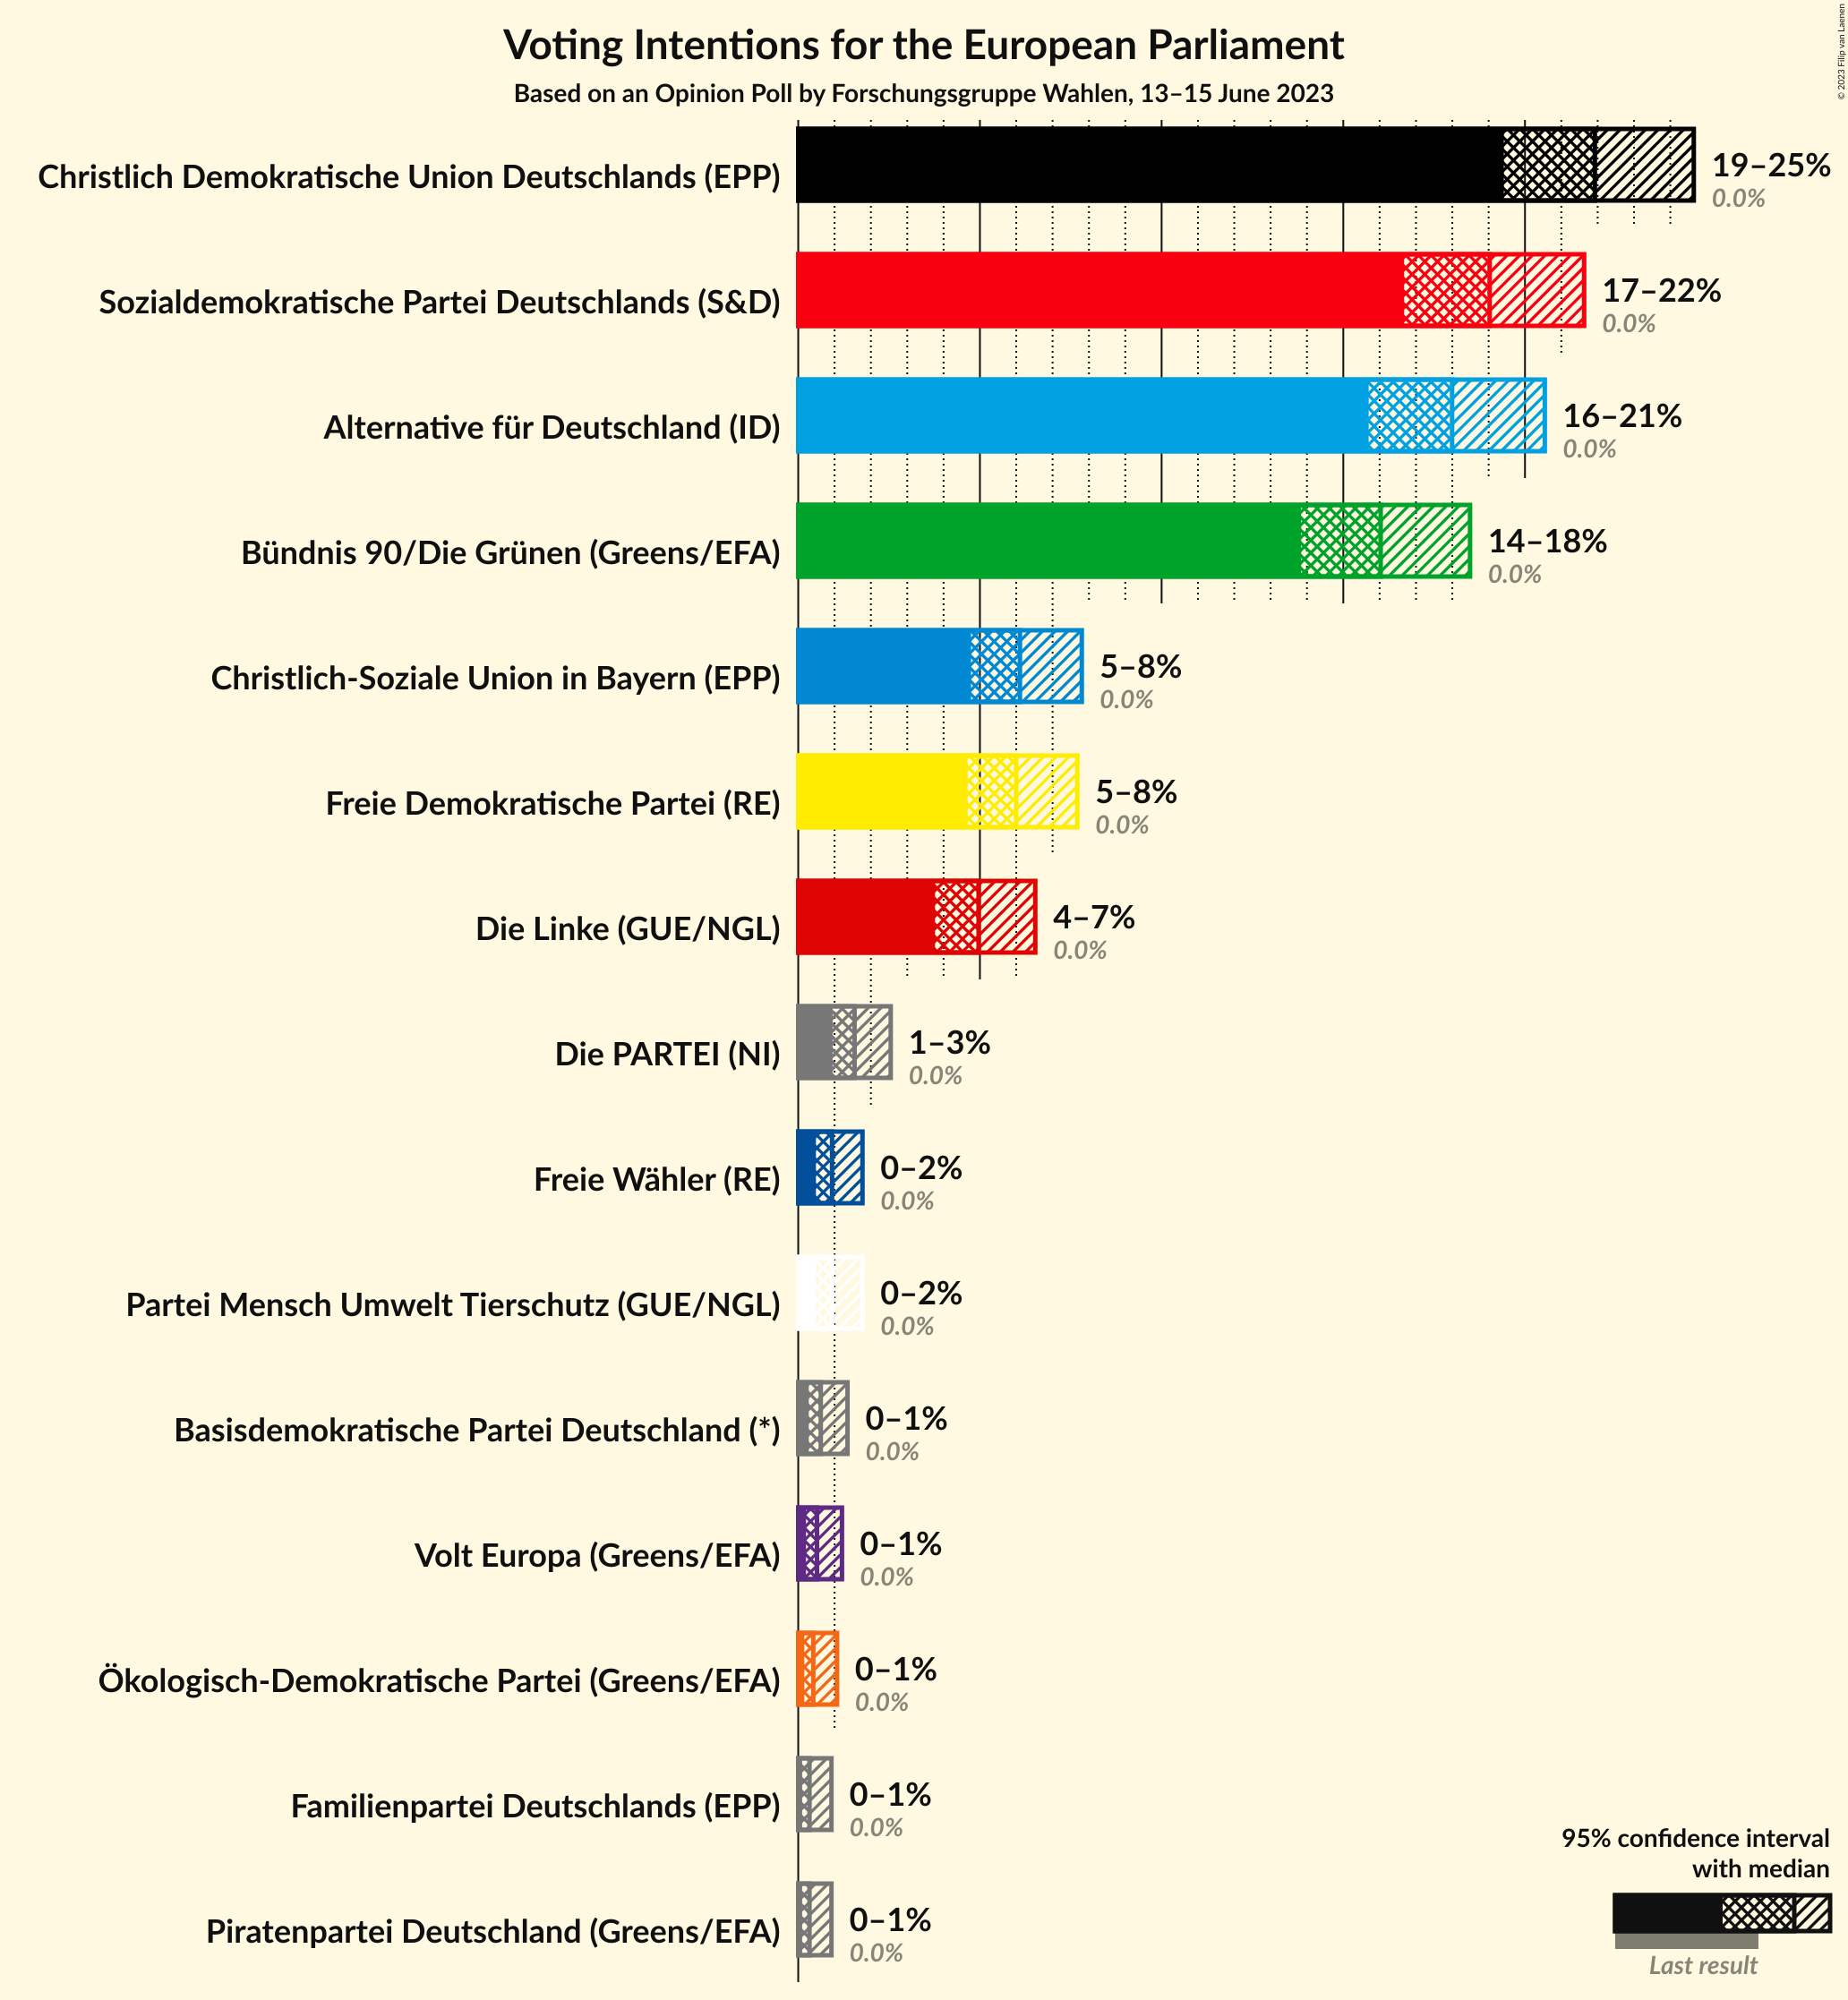 Voting Intentions for the European Parliament
Based on an Opinion Poll by Forschungsgruppe Wahlen, 13–15 June 2023
© 2023 Filip van Laenen
Christlich Demokratische Union Deutschlands (EPP)
19–25%
0.0%
Sozialdemokratische Partei Deutschlands (S&D)
17–22%
0.0%
Alternative für Deutschland (ID)
16–21%
0.0%
Bündnis 90/Die Grünen (Greens/EFA)
14–18%
0.0%
Christlich-Soziale Union in Bayern (EPP)
5–8%
0.0%
Freie Demokratische Partei (RE)
5–8%
0.0%
Die Linke (GUE/NGL)
4–7%
0.0%
Die PARTEI (NI)
1–3%
0.0%
Freie Wähler (RE)
0–2%
0.0%
Partei Mensch Umwelt Tierschutz (GUE/NGL)
0–2%
0.0%
Basisdemokratische Partei Deutschland (*)
0–1%
0.0%
Volt Europa (Greens/EFA)
0–1%
0.0%
Ökologisch-Demokratische Partei (Greens/EFA)
0–1%
0.0%
Familienpartei Deutschlands (EPP)
0–1%
0.0%
Piratenpartei Deutschland (Greens/EFA)
0–1%
0.0%
95% confidence interval
with median
Last result